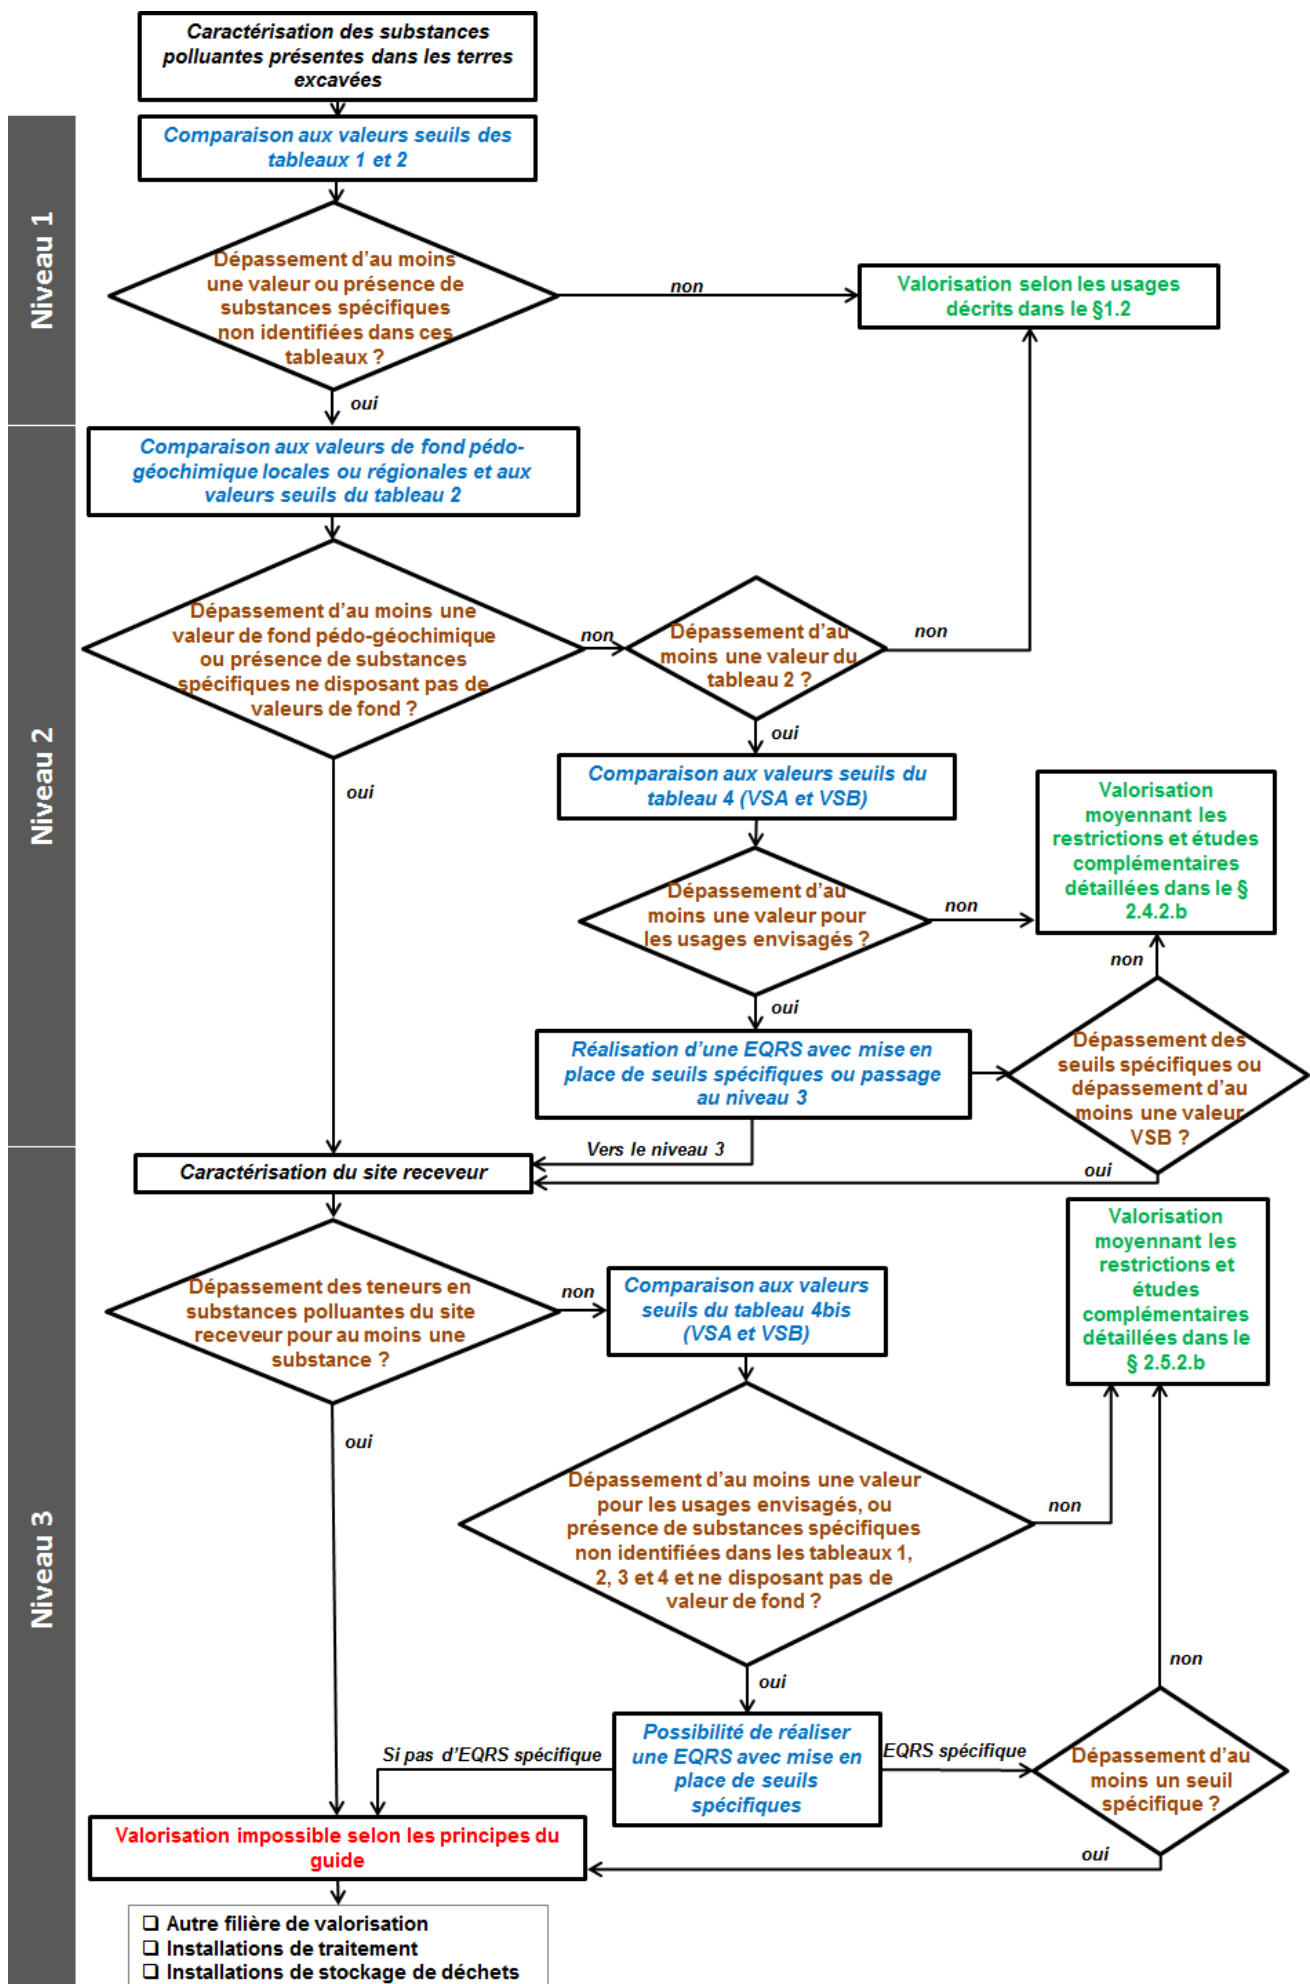 Caractérisation des substances
polluantes présentes dans les terres
excavées
Niveau 1
Comparaison aux valeurs seuils des
tableaux 1 et 2
Dépassement d'au moins
une valeur ou présence de
substances spécifiques
non identifiées dans ces
tableaux ?
non
Valorisation selon les usages
décrits dans le §1.2
oui
Niveau 2
Comparaison aux valeurs de fond pédo-
géochimique locales ou régionales et aux
valeurs seuils du tableau 2
Dépassement d'au moins une
valeur de fond pédo-géochimique
ou présence de substances
spécifiques ne disposant pas de
valeurs de fond ?
non
Dépassement d'au
moins une valeur du
tableau 2 ?
non
oui
oui
Comparaison aux valeurs seuils du
tableau 4 (VSA et VSB)
Valorisation
moyennant les
restrictions et études
complémentaires
détaillées dans le §
2.4.2.b
Dépassement d'au
moins une valeur pour
les usages envisagés ?
non
non
oui
Réalisation d'une EQRS avec mise en
place de seuils spécifiques ou passage
au niveau 3
Dépassement des
seuils spécifiques ou
dépassement d'au
moins une valeur
VSB ?
Vers le niveau 3
oui
Niveau 3
Caractérisation du site receveur
Dépassement des teneurs en
substances polluantes du site
receveur pour au moins une
substance ?
non
Comparaison aux valeurs
seuils du tableau 4bis
(VSA et VSB)
Valorisation
moyennant les
restrictions et
études
complémentaires
détaillées dans le
§ 2.5.2.b
oui
Dépassement d'au moins une valeur
pour les usages envisagés, ou
présence de substances spécifiques
non identifiées dans les tableaux 1,
2, 3 et 4 et ne disposant pas de
valeur de fond ?
non
non
oui
Si pas d'EQRS spécifique
Possibilité de réaliser
une EQRS avec mise en
place de seuils
spécifiques
EQRS spécifique
Dépassement d'au
moins un seuil
spécifique ?
oui
Valorisation impossible selon les principes du
guide
❑ Autre filière de valorisation
❑ Installations de traitement
❑ Installations de stockage de déchets